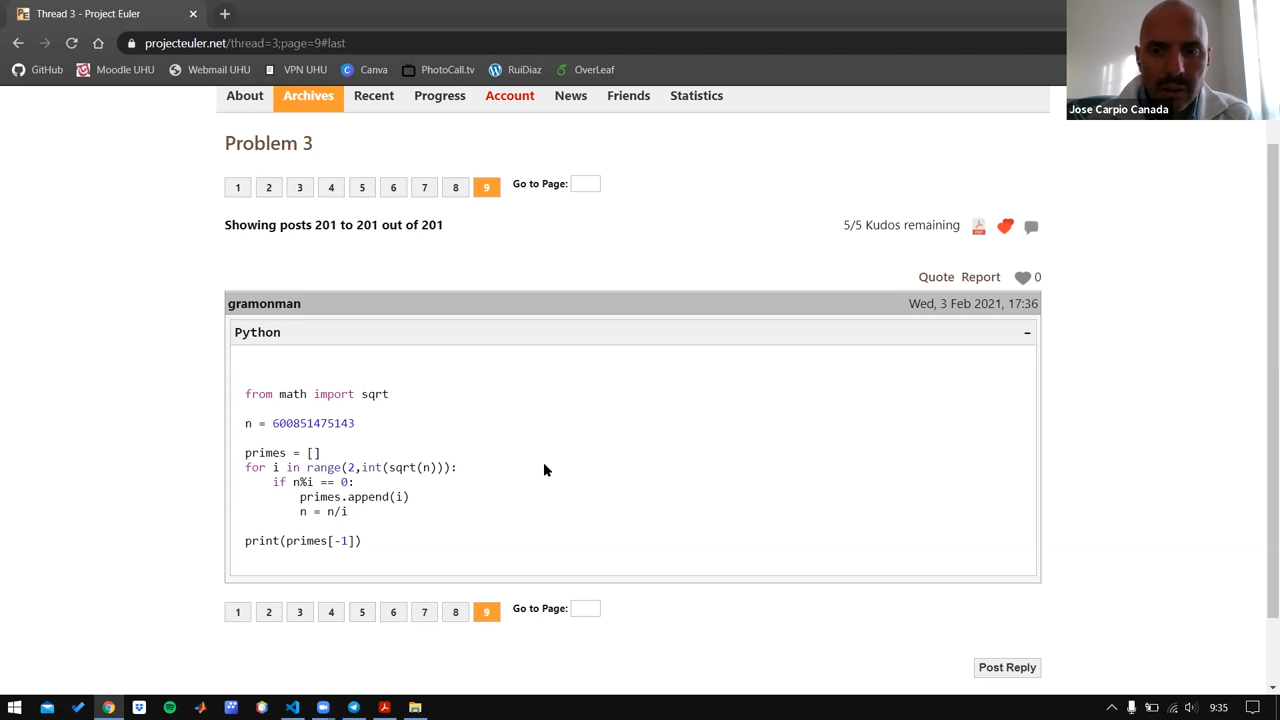 Thread 3 - Project Euler
projecteuler.net/thread=3;page=9#last
GitHub
Moodle UHU
Webmail UHU
VPN UHU
Canva
PhotoCall.tv
RuiDiaz
OverLeaf
Jose Carpio Canada
About
Archives
Recent
Progress
Account
News
Friends
Statistics
Problem 3
1 2 3 4 5 6 7 8 9 Go to Page:
Showing posts 201 to 201 out of 201
5/5 Kudos remaining
PDF
Quote Report 0
gramonman
Wed, 3 Feb 2021, 17:36
Python
−
from math import sqrt
n = 600851475143
primes = []
for i in range(2,int(sqrt(n))):
    if n%i == 0:
        primes.append(i)
        n = n/i
print(primes[-1])
1 2 3 4 5 6 7 8 9 Go to Page:
Post Reply
9:35